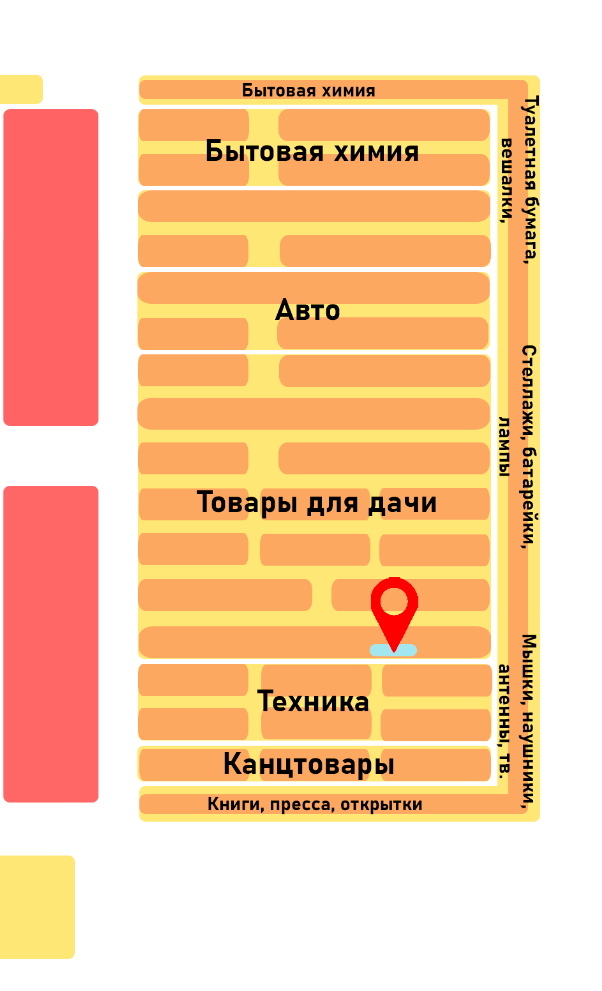 Бытовая химия
Бытовая химия
Туалетная бумага,
вешалки,
Авто
Стеллажи, батарейки,
лампы
Товары для дачи
Мышки, наушники,
антенны, тв.
Техника
Канцтовары
Книги, пресса, открытки